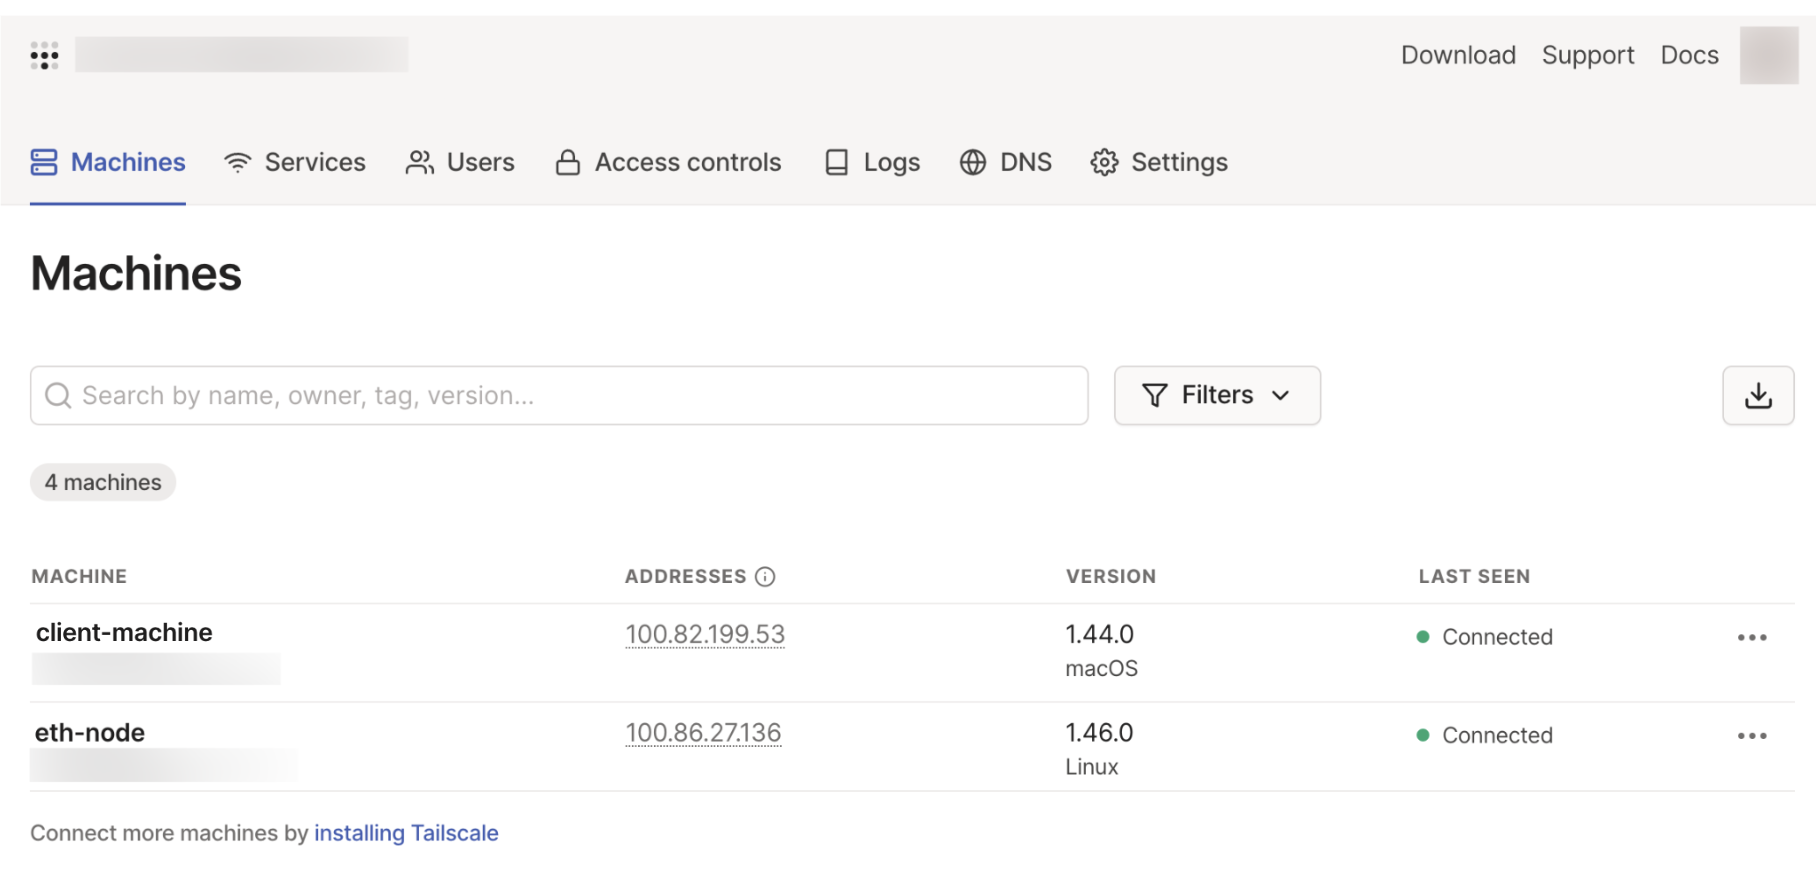 Download Support Docs
Machines Services Users Access controls Logs DNS Settings
Machines
Search by name, owner, tag, version...
Filters
4 machines
MACHINE ADDRESSES VERSION LAST SEEN
client-machine 100.82.199.53 1.44.0 Connected
macOS
eth-node 100.86.27.136 1.46.0 Connected
Linux
Connect more machines by installing Tailscale